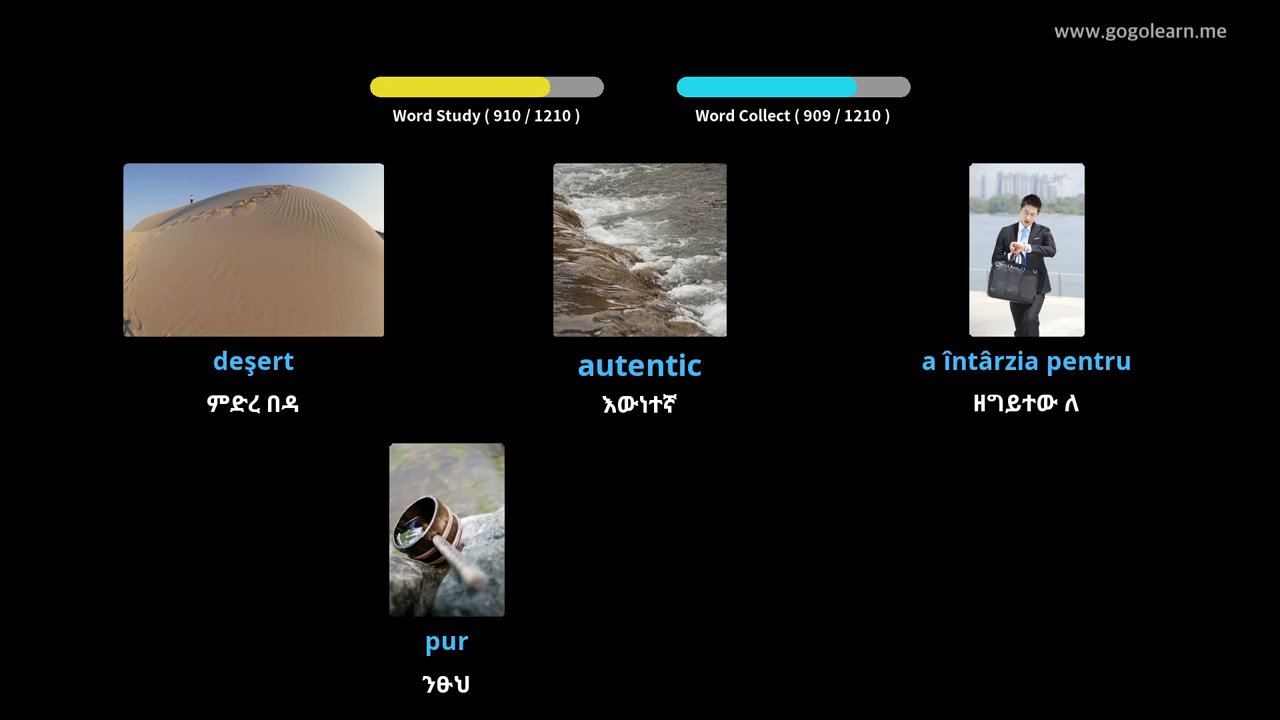 www.gogolearn.me
Word Study ( 910 / 1210 )
Word Collect ( 909 / 1210 )
deşert
autentic
a întârzia pentru
ምድረ በዳ
እውነተኛ
ዘግይተው ለ
pur
ንፁህ